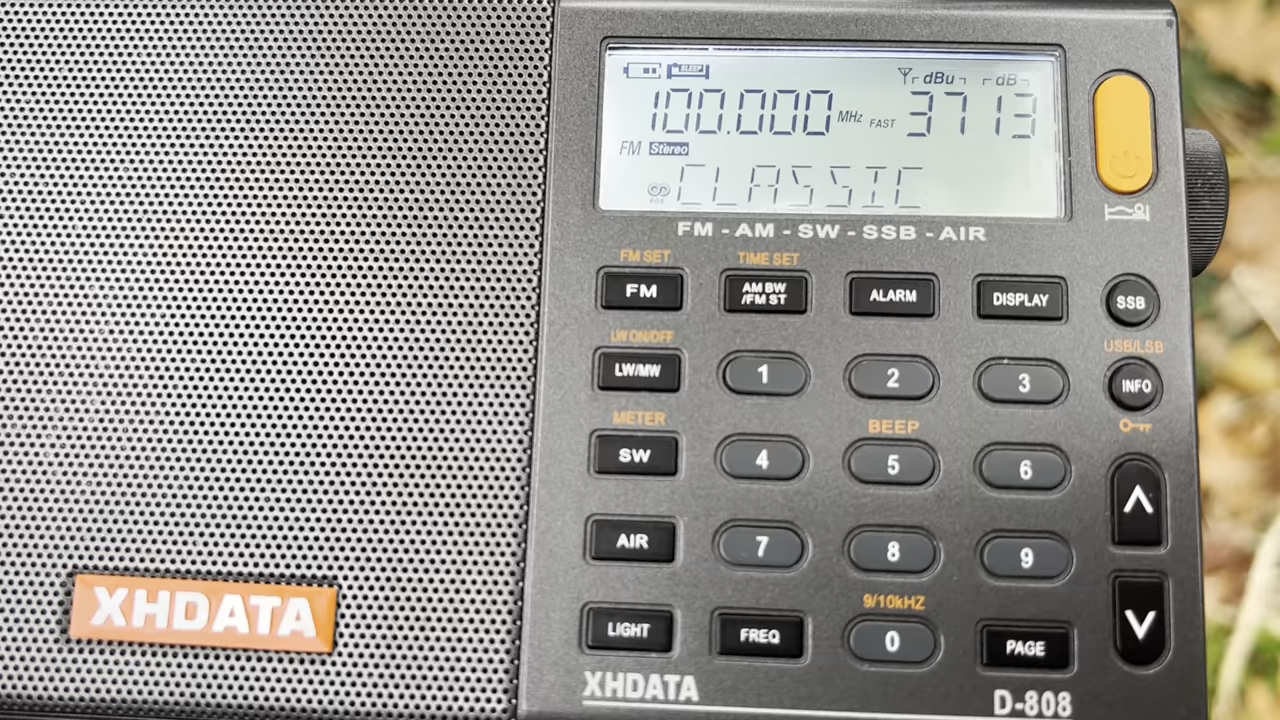 SLEEP dBu dB
100.000 MHz FAST 37 13
FM Stereo
RDS CLASSIC
FM - AM - SW - SSB - AIR
FM SET TIME SET
FM AM BW /FM ST ALARM DISPLAY SSB
LW ON/OFF USB/LSB
LW/MW 1 2 3 INFO
METER BEEP
SW 4 5 6
AIR 7 8 9
9/10kHZ
LIGHT FREQ 0 PAGE
XHDATA
XHDATA D-808